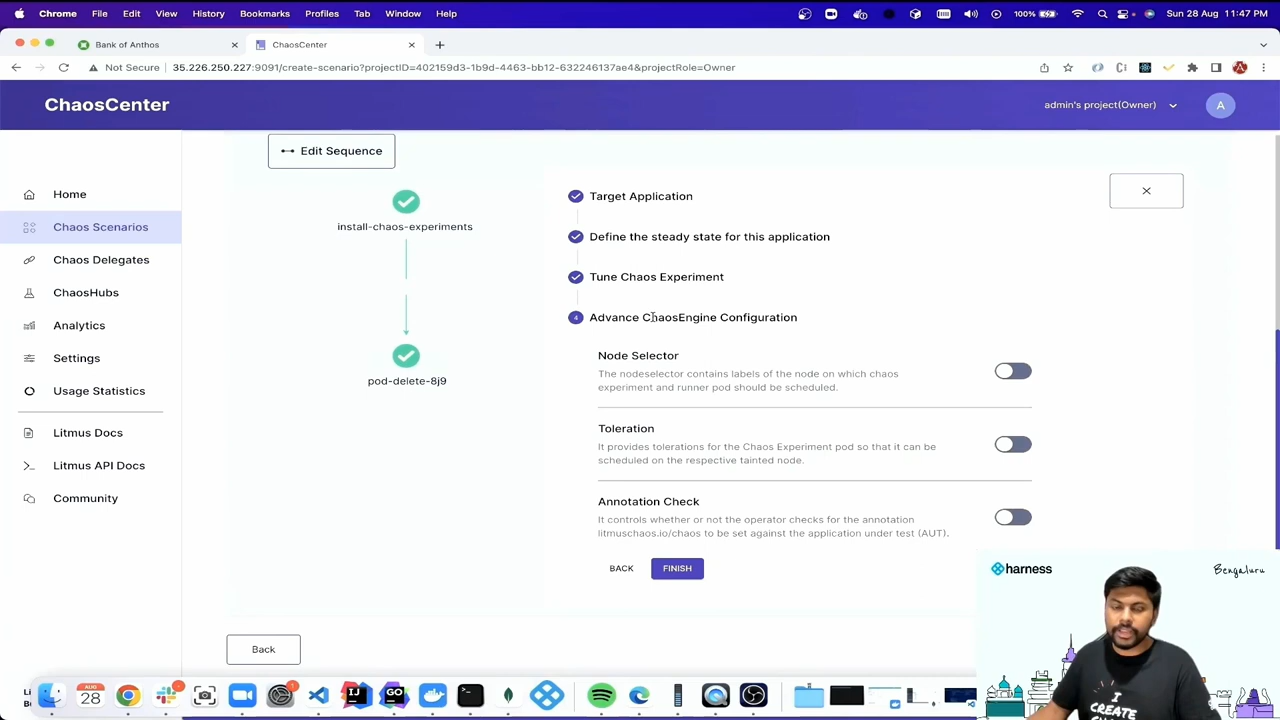 Chrome File Edit View History Bookmarks Profiles Tab Window Help 100% Sun 28 Aug 11:47 PM
Bank of Anthos ChaosCenter
Not Secure 35.226.250.227:9091/create-scenario?projectID=402159d3-1b9d-4463-bb12-632246137ae4&projectRole=Owner
ChaosCenter
admin's project(Owner)
A
Home
Chaos Scenarios
Chaos Delegates
ChaosHubs
Analytics
Settings
Usage Statistics
Litmus Docs
Litmus API Docs
Community
Edit Sequence
install-chaos-experiments
pod-delete-8j9
Target Application
Define the steady state for this application
Tune Chaos Experiment
4 Advance ChaosEngine Configuration
Node Selector
The nodeselector contains labels of the node on which chaos
experiment and runner pod should be scheduled.
Toleration
It provides tolerations for the Chaos Experiment pod so that it can be
scheduled on the respective tainted node.
Annotation Check
It controls whether or not the operator checks for the annotation
litmuschaos.io/chaos to be set against the application under test (AUT).
BACK FINISH
Back
harness
Bengaluru
I
CREATE
AUG
28
IJ
GO
1